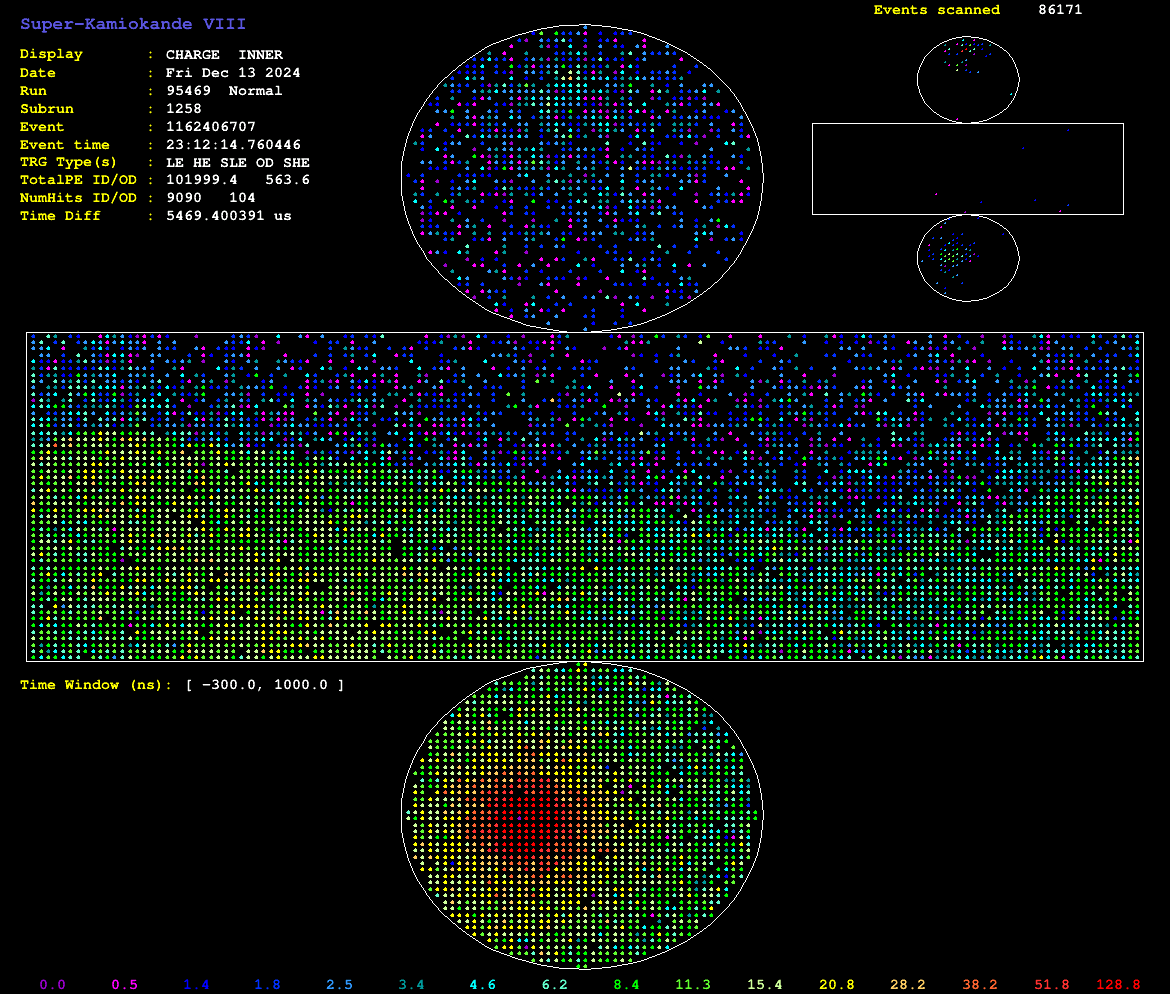 Super-Kamiokande VIII
Events scanned 86171
Display : CHARGE INNER
Date : Fri Dec 13 2024
Run : 95469 Normal
Subrun : 1258
Event : 1162406707
Event time : 23:12:14.760446
TRG Type(s) : LE HE SLE OD SHE
TotalPE ID/OD : 101999.4 563.6
NumHits ID/OD : 9090 104
Time Diff : 5469.400391 us
Time Window (ns): [ −300.0, 1000.0 ]
0.0 0.5 1.4 1.8 2.5 3.4 4.6 6.2 8.4 11.3 15.4 20.8 28.2 38.2 51.8 128.8